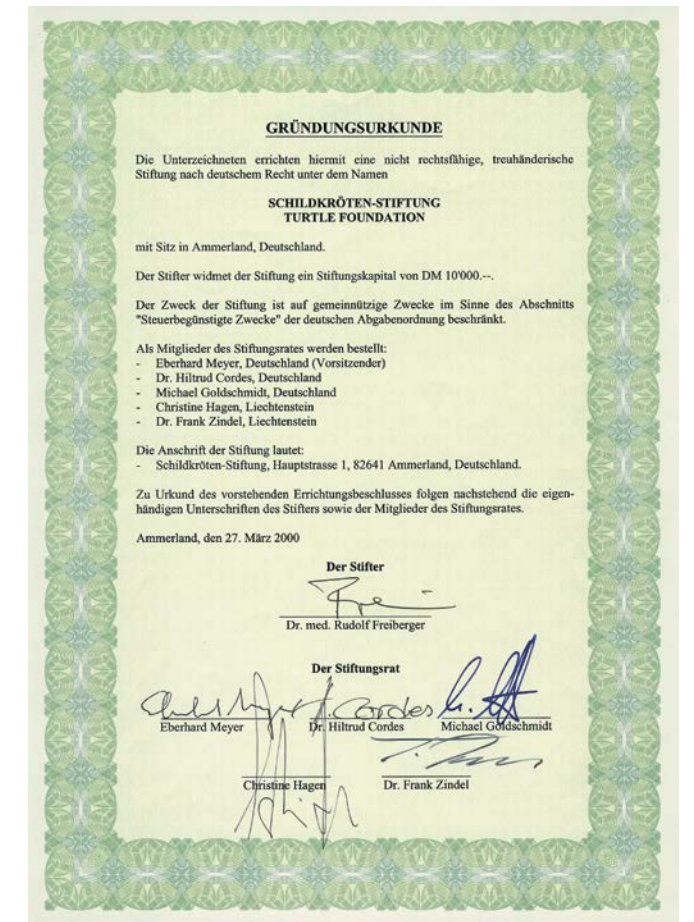 GRÜNDUNGSURKUNDE
Die Unterzeichneten errichten hiermit eine nicht rechtsfähige, treuhänderische
Stiftung nach deutschem Recht unter dem Namen
SCHILDKRÖTEN-STIFTUNG
TURTLE FOUNDATION
mit Sitz in Ammerland, Deutschland.
Der Stifter widmet der Stiftung ein Stiftungskapital von DM 10'000.--.
Der Zweck der Stiftung ist auf gemeinnützige Zwecke im Sinne des Abschnitts
"Steuerbegünstigte Zwecke" der deutschen Abgabenordnung beschränkt.
Als Mitglieder des Stiftungsrates werden bestellt:
- Eberhard Meyer, Deutschland (Vorsitzender)
- Dr. Hiltrud Cordes, Deutschland
- Michael Goldschmidt, Deutschland
- Christine Hagen, Liechtenstein
- Dr. Frank Zindel, Liechtenstein
Die Anschrift der Stiftung lautet:
- Schildkröten-Stiftung, Hauptstrasse 1, 82641 Ammerland, Deutschland.
Zu Urkund des vorstehenden Errichtungsbeschlusses folgen nachstehend die eigen-
händigen Unterschriften des Stifters sowie der Mitglieder des Stiftungsrates.
Ammerland, den 27. März 2000
Der Stifter
Dr. med. Rudolf Freiberger
Der Stiftungsrat
Cordes
Eberhard Meyer Dr. Hiltrud Cordes Michael Goldschmidt
Christine Hagen Dr. Frank Zindel